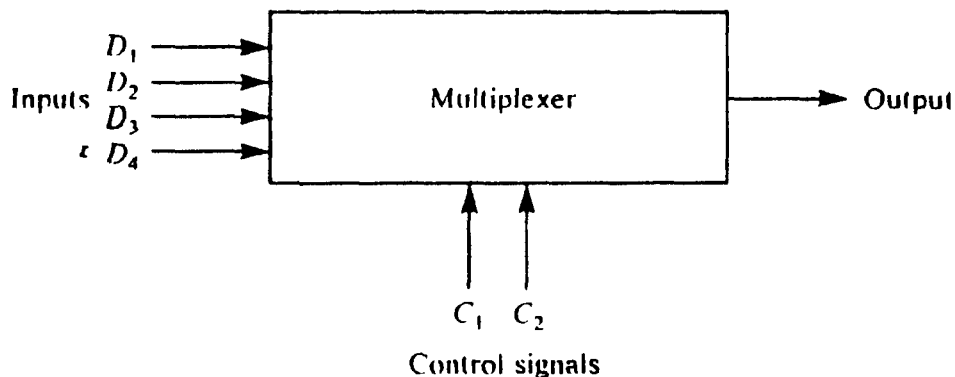 D₁
D₂
Inputs D₃
D₄
Multiplexer
Output
C₁ C₂
Control signals